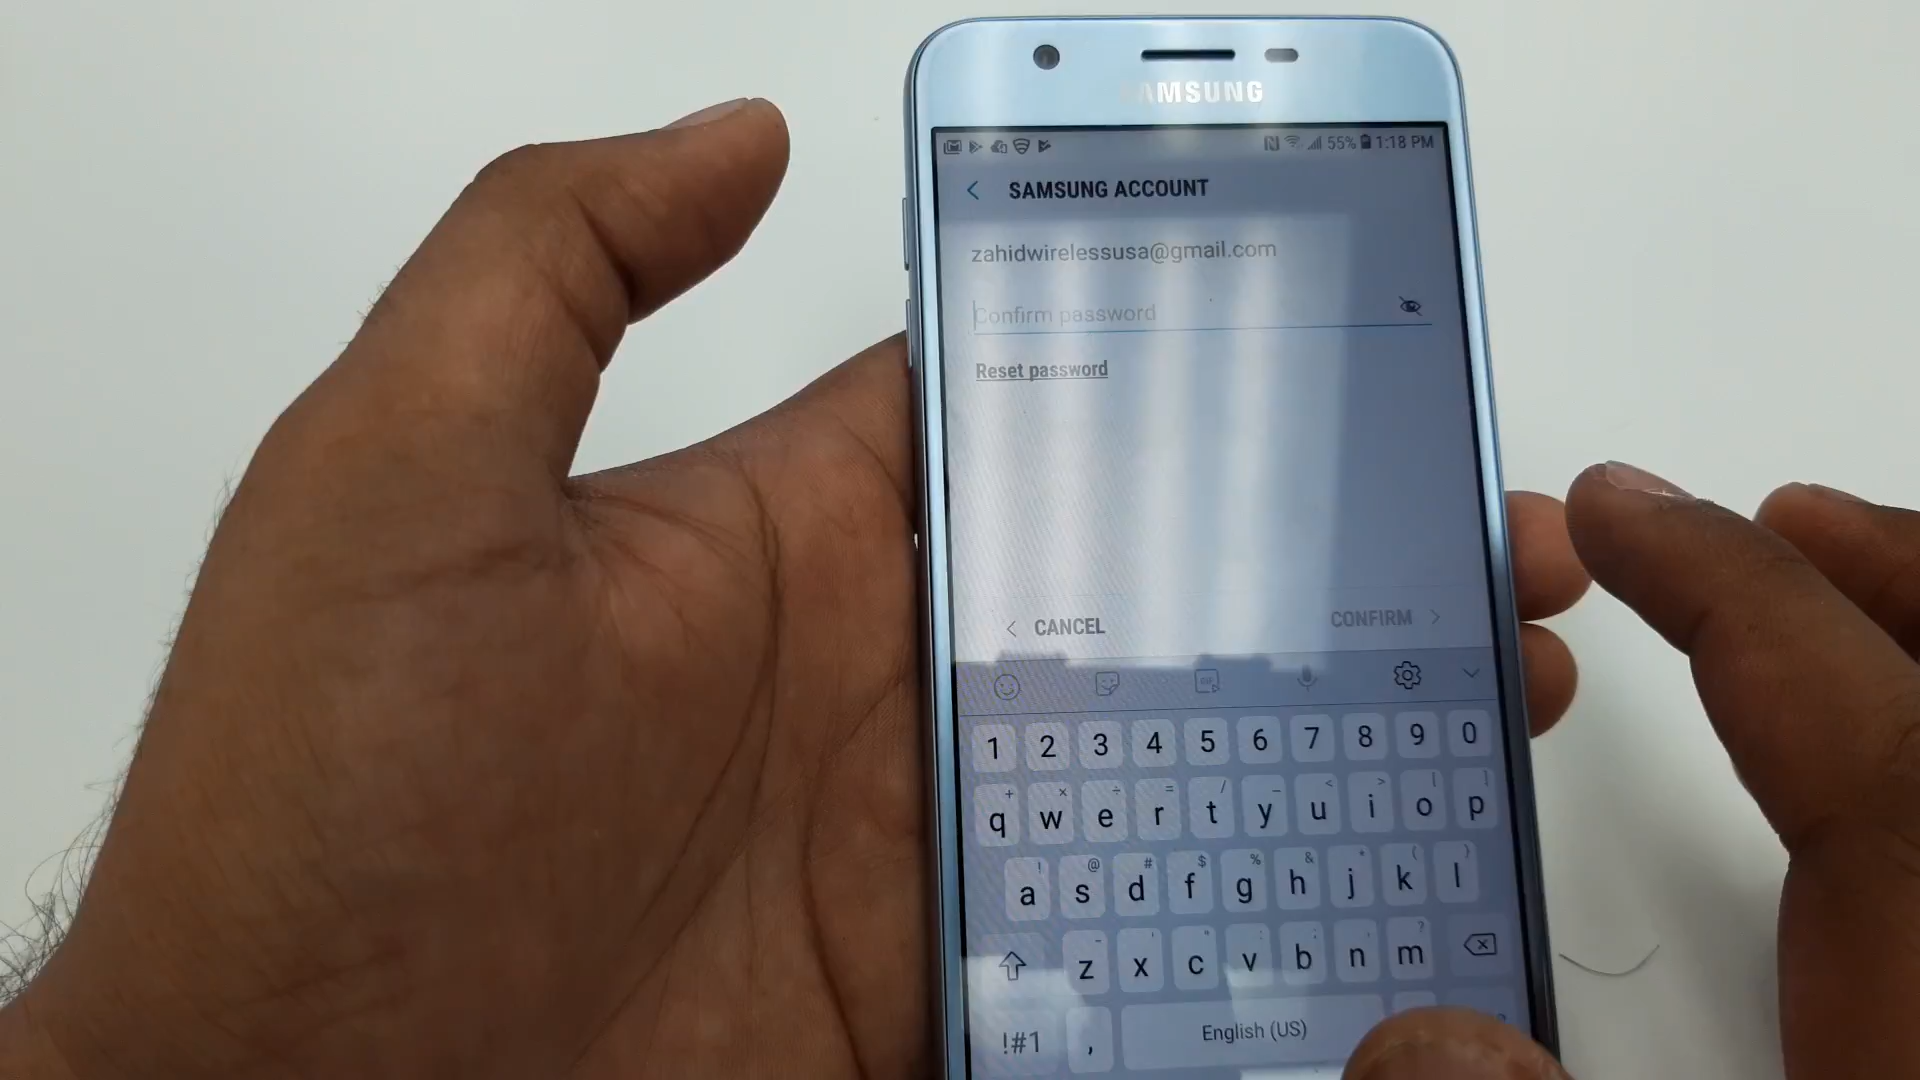 SAMSUNG
55% 1:18 PM
SAMSUNG ACCOUNT
zahidwirelessusa@gmail.com
Confirm password
Reset password
CANCEL CONFIRM
GIF
1 2 3 4 5 6 7 8 9 0
+ × ÷ = / _ < > [ ]
q w e r t y u i o p
! @ # $ % & * ( )
a s d f g h j k l
- ' " : ; , ?
z x c v b n m
!#1 , English (US)